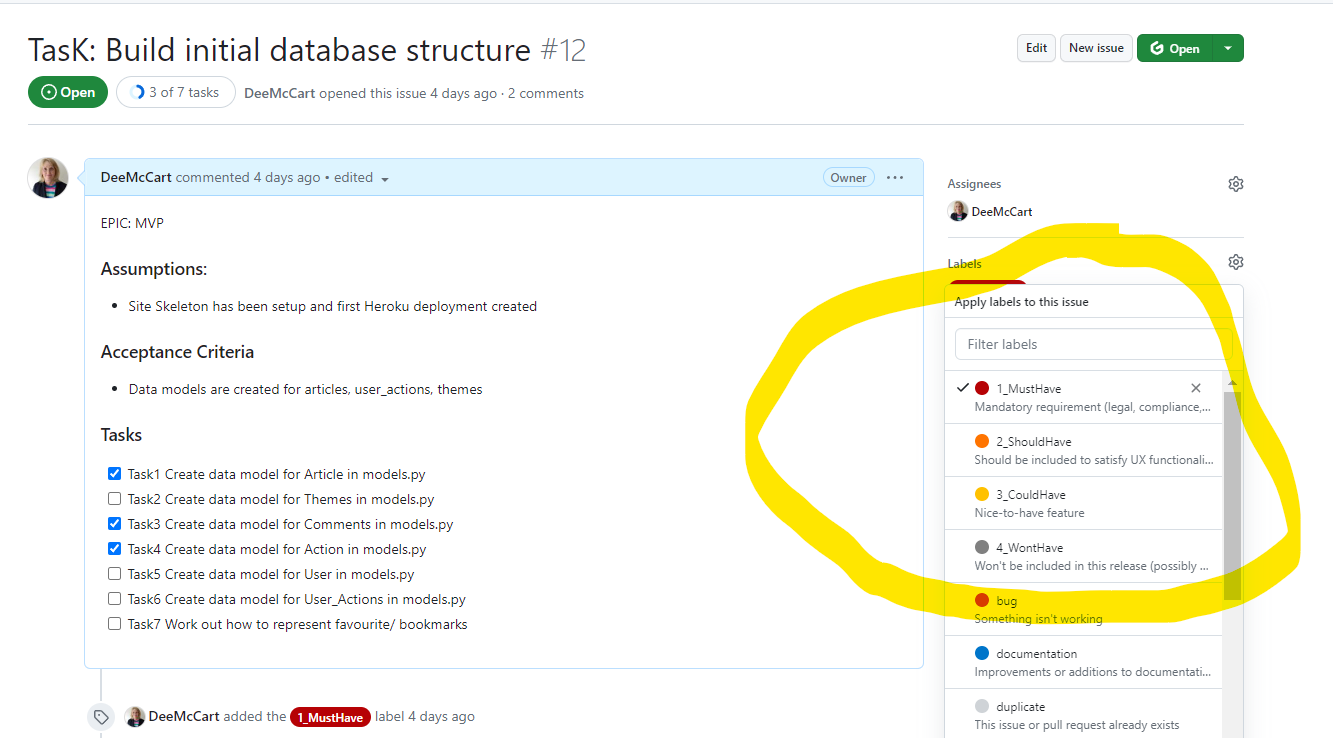 TasK: Build initial database structure #12
Edit
New issue
Open
Open
3 of 7 tasks
DeeMcCart opened this issue 4 days ago · 2 comments
DeeMcCart commented 4 days ago • edited
Owner
EPIC: MVP
Assumptions:
Site Skeleton has been setup and first Heroku deployment created
Acceptance Criteria
Data models are created for articles, user_actions, themes
Tasks
Task1 Create data model for Article in models.py
Task2 Create data model for Themes in models.py
Task3 Create data model for Comments in models.py
Task4 Create data model for Action in models.py
Task5 Create data model for User in models.py
Task6 Create data model for User_Actions in models.py
Task7 Work out how to represent favourite/ bookmarks
DeeMcCart added the 1_MustHave label 4 days ago
Assignees
DeeMcCart
Labels
Apply labels to this issue
Filter labels
1_MustHave
Mandatory requirement (legal, compliance,...
2_ShouldHave
Should be included to satisfy UX functionali...
3_CouldHave
Nice-to-have feature
4_WontHave
Won't be included in this release (possibly ...
bug
Something isn't working
documentation
Improvements or additions to documentati...
duplicate
This issue or pull request already exists